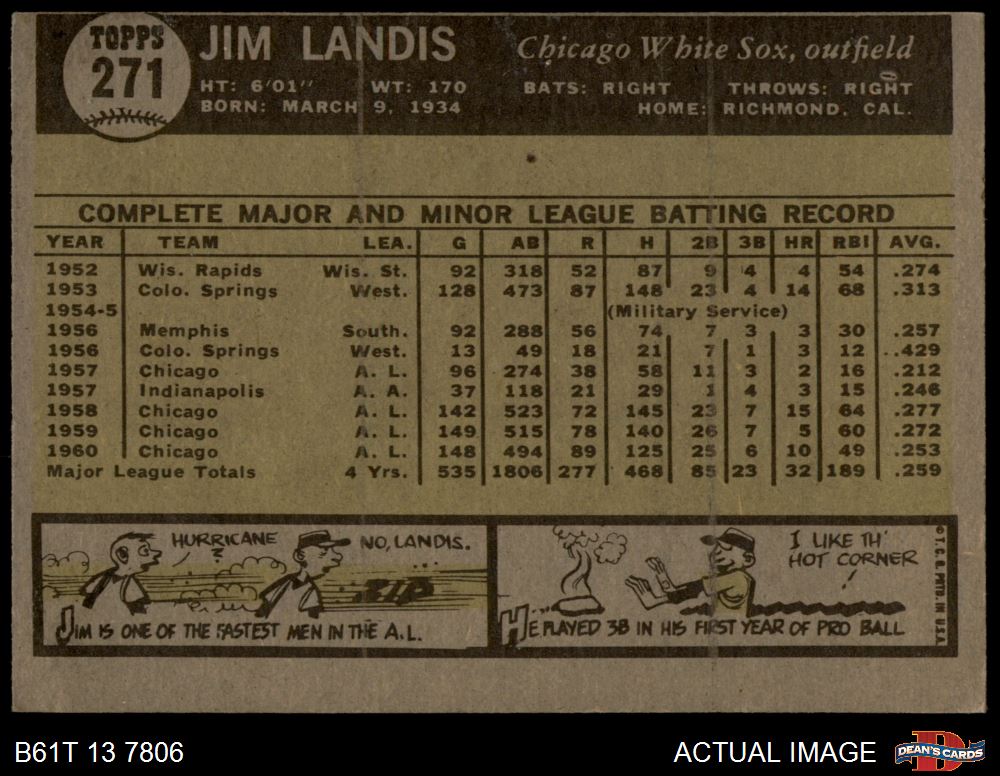 TOPPS 271
JIM LANDIS Chicago White Sox, outfield
HT: 6'01" WT: 170 BATS: RIGHT THROWS: RIGHT
BORN: MARCH 9, 1934 HOME: RICHMOND, CAL.
COMPLETE MAJOR AND MINOR LEAGUE BATTING RECORD
YEAR TEAM LEA. G AB R H 2B 3B HR RBI AVG.
1952 Wis. Rapids Wis. St. 92 318 52 87 9 4 4 54 .274
1953 Colo. Springs West. 128 473 87 148 23 4 14 68 .313
1954-5 (Military Service)
1956 Memphis South. 92 288 56 74 7 3 3 30 .257
1956 Colo. Springs West. 13 49 18 21 7 1 3 12 ..429
1957 Chicago A. L. 96 274 38 58 11 3 2 16 .212
1957 Indianapolis A. A. 37 118 21 29 1 4 3 15 .246
1958 Chicago A. L. 142 523 72 145 23 7 15 64 .277
1959 Chicago A. L. 149 515 78 140 26 7 5 60 .272
1960 Chicago A. L. 148 494 89 125 25 6 10 49 .253
Major League Totals 4 Yrs. 535 1806 277 468 85 23 32 189 .259
HURRICANE
?
NO, LANDIS.
ZIP
JIM IS ONE OF THE FASTEST MEN IN THE A.L.
I LIKE TH'
HOT CORNER
!
HE PLAYED 3B IN HIS FIRST YEAR OF PRO BALL
© T. C. G. PRTD. IN U.S.A.
B61T 13 7806 ACTUAL IMAGE DEAN'S CARDS